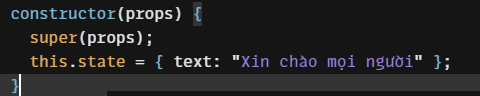 constructor(props) {
super(props);
this.state = { text: "Xin chào mọi người" };
}